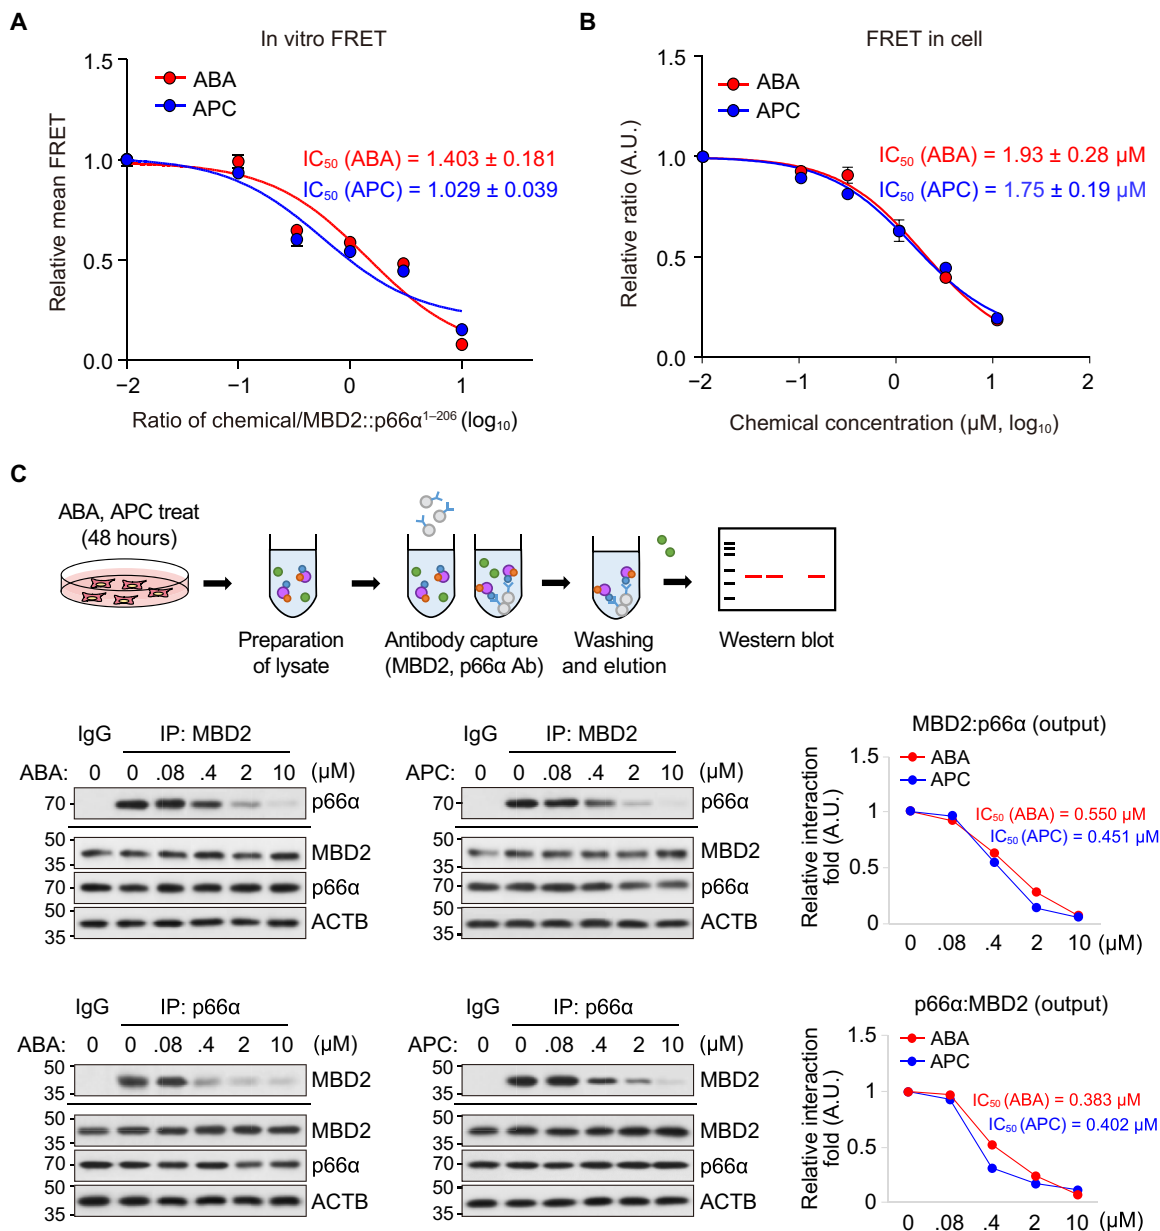 A
In vitro FRET
1.5
1.0
0.5
0.0
Relative mean FRET
ABA
APC
IC50 (ABA) = 1.403 ± 0.181
IC50 (APC) = 1.029 ± 0.039
−2 −1 0 1
Ratio of chemical/MBD2::p66α1–206 (log10)
B
FRET in cell
1.5
1.0
0.5
0.0
Relative ratio (A.U.)
ABA
APC
IC50 (ABA) = 1.93 ± 0.28 µM
IC50 (APC) = 1.75 ± 0.19 µM
−2 −1 0 1 2
Chemical concentration (µM, log10)
C
ABA, APC treat
(48 hours)
Preparation
of lysate
Antibody capture
(MBD2, p66α Ab)
Washing
and elution
Western blot
IgG IP: MBD2
ABA: 0 0 .08 .4 2 10 (µM)
70 p66α
50
35 MBD2
70 p66α
50
35 ACTB
IgG IP: MBD2
APC: 0 0 .08 .4 2 10 (µM)
70 p66α
50
35 MBD2
70 p66α
50
35 ACTB
MBD2:p66α (output)
1.5
1
0.5
0
Relative interaction
fold (A.U.)
ABA
APC
IC50 (ABA) = 0.550 µM
IC50 (APC) = 0.451 µM
0 .08 .4 2 10 (µM)
IgG IP: p66α
ABA: 0 0 .08 .4 2 10 (µM)
50
35 MBD2
50
35 MBD2
70 p66α
50
35 ACTB
IgG IP: p66α
APC: 0 0 .08 .4 2 10 (µM)
50
35 MBD2
50
35 MBD2
70 p66α
50
35 ACTB
p66α:MBD2 (output)
1.5
1
0.5
0
Relative interaction
fold (A.U.)
ABA
APC
IC50 (ABA) = 0.383 µM
IC50 (APC) = 0.402 µM
0 .08 .4 2 10 (µM)